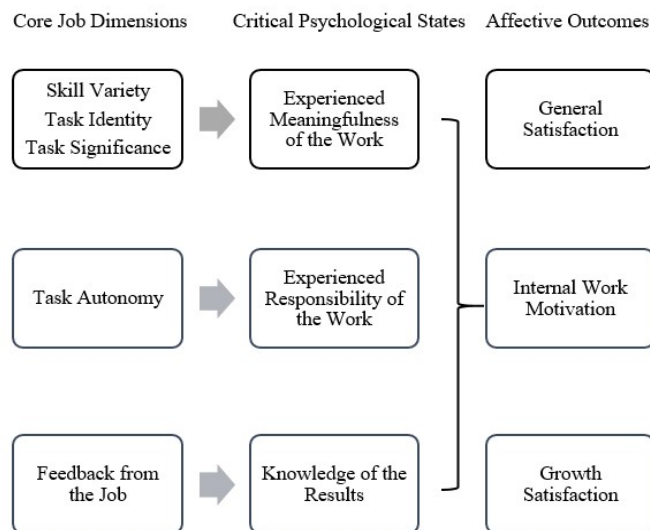 Core Job Dimensions
Critical Psychological States
Affective Outcomes
Skill Variety
Task Identity
Task Significance
Experienced
Meaningfulness
of the Work
General
Satisfaction
Task Autonomy
Experienced
Responsibility of
the Work
Internal Work
Motivation
Feedback from
the Job
Knowledge of the
Results
Growth
Satisfaction